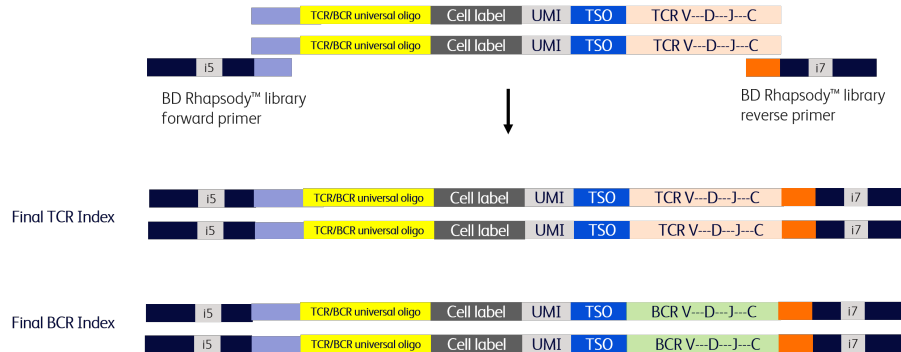 TCR/BCR universal oligo Cell label UMI TSO TCR V---D---J---C
TCR/BCR universal oligo Cell label UMI TSO TCR V---D---J---C
i5 i7
BD Rhapsody™ library
forward primer
BD Rhapsody™ library
reverse primer
Final TCR Index
i5 TCR/BCR universal oligo Cell label UMI TSO TCR V---D---J---C i7
i5 TCR/BCR universal oligo Cell label UMI TSO TCR V---D---J---C i7
Final BCR Index
i5 TCR/BCR universal oligo Cell label UMI TSO BCR V---D---J---C i7
i5 TCR/BCR universal oligo Cell label UMI TSO BCR V---D---J---C i7